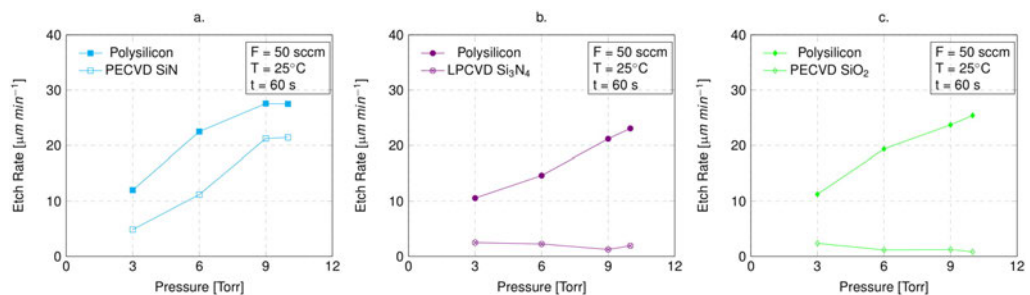 a.
40
30
20
10
0
Etch Rate [μm min⁻¹]
Polysilicon
PECVD SiN
F = 50 sccm
T = 25°C
t = 60 s
0 3 6 9 12
Pressure [Torr]
b.
40
30
20
10
0
Etch Rate [μm min⁻¹]
Polysilicon
LPCVD Si₃N₄
F = 50 sccm
T = 25°C
t = 60 s
0 3 6 9 12
Pressure [Torr]
c.
40
30
20
10
0
Etch Rate [μm min⁻¹]
Polysilicon
PECVD SiO₂
F = 50 sccm
T = 25°C
t = 60 s
0 3 6 9 12
Pressure [Torr]